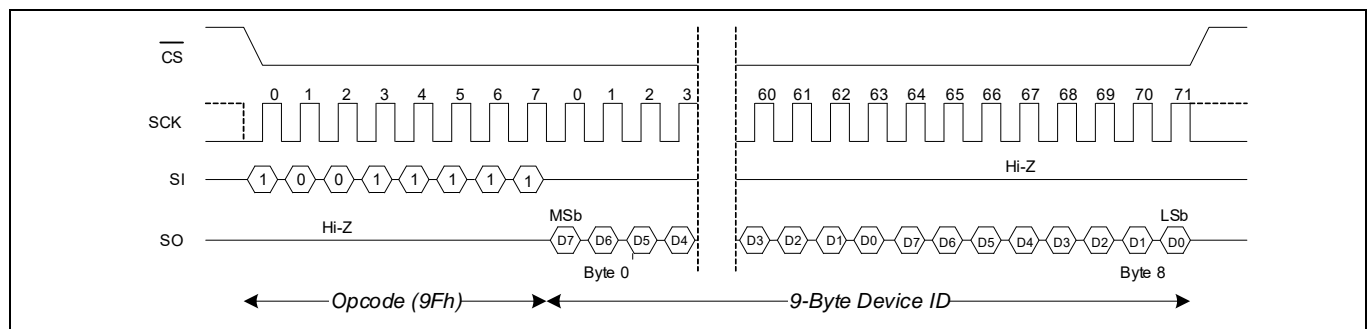 CS
0 1 2 3 4 5 6 7 0 1 2 3 60 61 62 63 64 65 66 67 68 69 70 71
SCK
Hi-Z
SI 1 0 0 1 1 1 1 1
MSb LSb
Hi-Z
SO D7 D6 D5 D4 D3 D2 D1 D0 D7 D6 D5 D4 D3 D2 D1 D0
Byte 0 Byte 8
Opcode (9Fh) 9-Byte Device ID